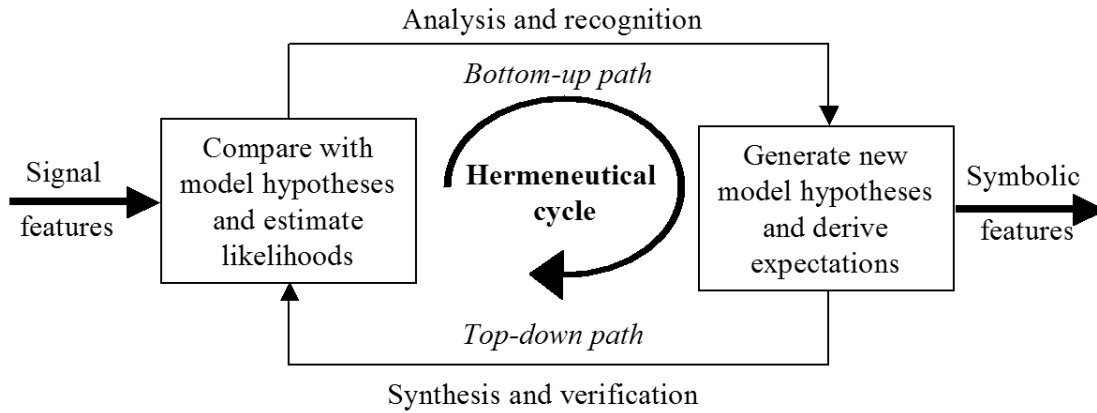 Analysis and recognition
Bottom-up path
Signal
features
Compare with
model hypotheses
and estimate
likelihoods
Hermeneutical
cycle
Generate new
model hypotheses
and derive
expectations
Symbolic
features
Top-down path
Synthesis and verification